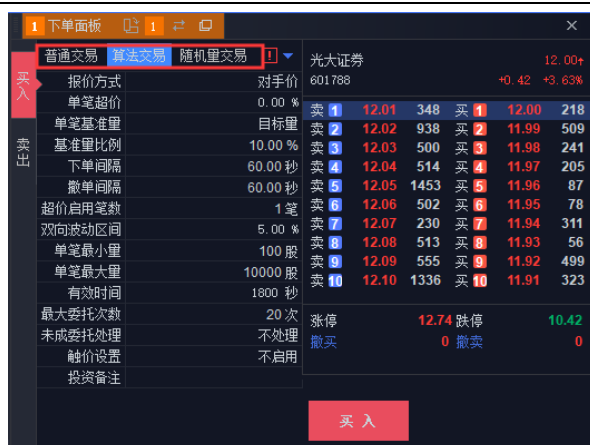 1 下单面板 1
普通交易 算法交易 随机量交易 !
买入
卖出
报价方式 对手价
单笔超价 0.00 %
单笔基准量 目标量
基准量比例 10.00 %
下单间隔 60.00 秒
撤单间隔 60.00 秒
超价启用笔数 1 笔
双向波动区间 5.00 %
单笔最小量 100 股
单笔最大量 10000 股
有效时间 1800 秒
最大委托次数 20 次
未成委托处理 不处理
触价设置 不启用
投资备注
光大证券 12.00↑
601788 +0.42 +3.63%
卖 1 12.01 348 买 1 12.00 218
卖 2 12.02 938 买 2 11.99 509
卖 3 12.03 500 买 3 11.98 241
卖 4 12.04 514 买 4 11.97 205
卖 5 12.05 1453 买 5 11.96 87
卖 6 12.06 502 买 6 11.95 78
卖 7 12.07 230 买 7 11.94 311
卖 8 12.08 513 买 8 11.93 56
卖 9 12.09 555 买 9 11.92 499
卖 10 12.10 1336 买 10 11.91 323
涨停 12.74 跌停 10.42
撤买 0 撤卖 0
买 入